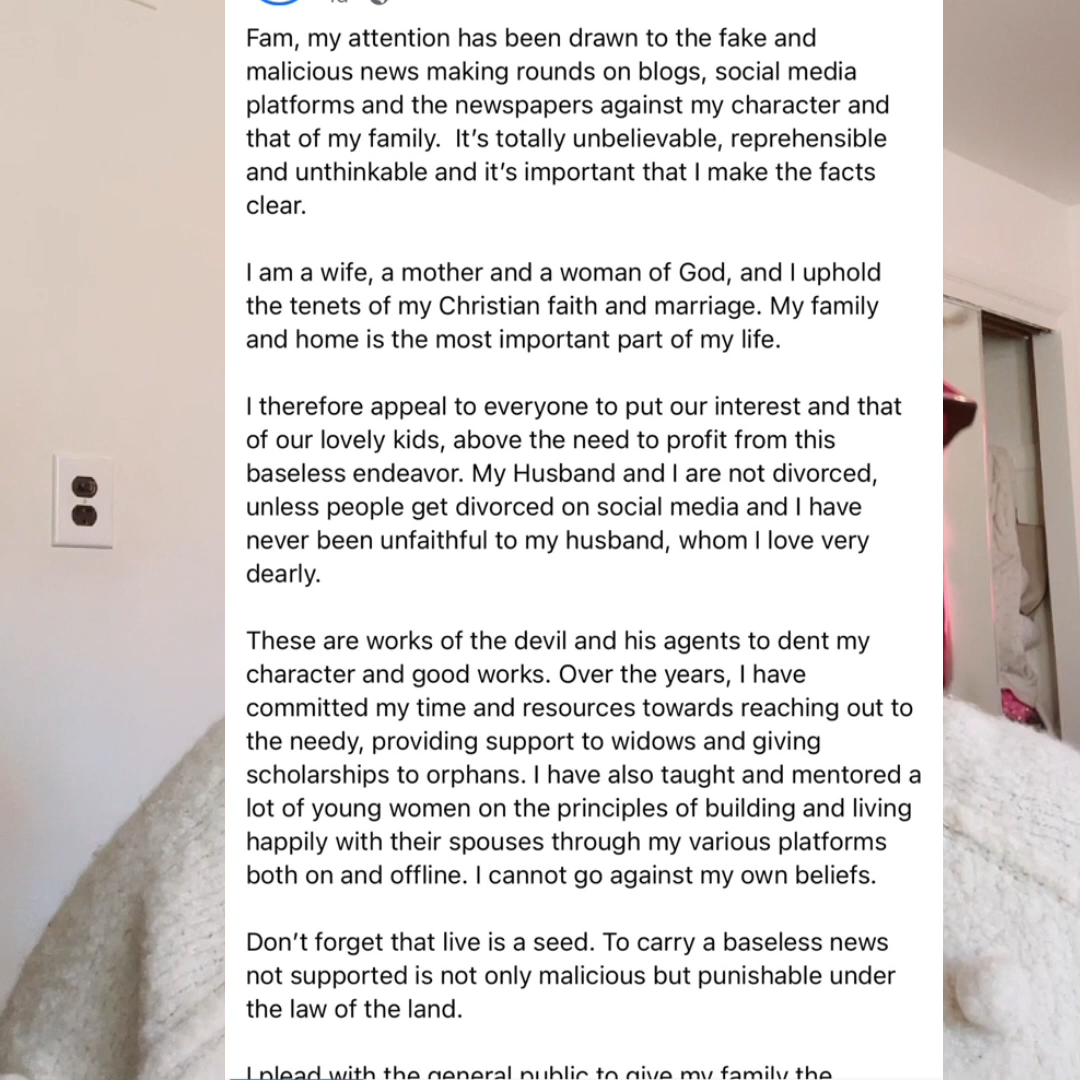 Fam, my attention has been drawn to the fake and
malicious news making rounds on blogs, social media
platforms and the newspapers against my character and
that of my family.  It’s totally unbelievable, reprehensible
and unthinkable and it’s important that I make the facts
clear.
I am a wife, a mother and a woman of God, and I uphold
the tenets of my Christian faith and marriage. My family
and home is the most important part of my life.
I therefore appeal to everyone to put our interest and that
of our lovely kids, above the need to profit from this
baseless endeavor. My Husband and I are not divorced,
unless people get divorced on social media and I have
never been unfaithful to my husband, whom I love very
dearly.
These are works of the devil and his agents to dent my
character and good works. Over the years, I have
committed my time and resources towards reaching out to
the needy, providing support to widows and giving
scholarships to orphans. I have also taught and mentored a
lot of young women on the principles of building and living
happily with their spouses through my various platforms
both on and offline. I cannot go against my own beliefs.
Don’t forget that live is a seed. To carry a baseless news
not supported is not only malicious but punishable under
the law of the land.
I plead with the general public to give my family the